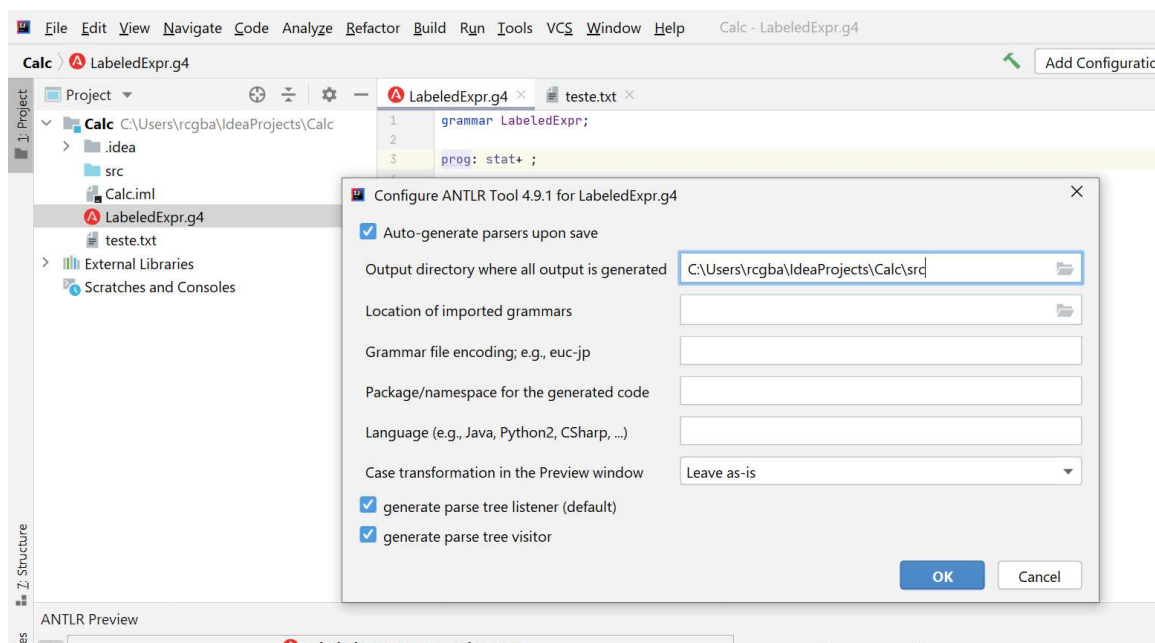 File Edit View Navigate Code Analyze Refactor Build Run Tools VCS Window Help Calc - LabeledExpr.g4
Calc LabeledExpr.g4 Add Configuratio
1: Project
Project
LabeledExpr.g4 teste.txt
Calc C:\Users\rcgba\IdeaProjects\Calc
.idea
src
Calc.iml
LabeledExpr.g4
teste.txt
External Libraries
Scratches and Consoles
1 grammar LabeledExpr;
2
3 prog: stat+ ;
Configure ANTLR Tool 4.9.1 for LabeledExpr.g4
Auto-generate parsers upon save
Output directory where all output is generated C:\Users\rcgba\IdeaProjects\Calc\src
Location of imported grammars
Grammar file encoding; e.g., euc-jp
Package/namespace for the generated code
Language (e.g., Java, Python2, CSharp, ...)
Case transformation in the Preview window Leave as-is
generate parse tree listener (default)
generate parse tree visitor
OK Cancel
Z: Structure
ANTLR Preview